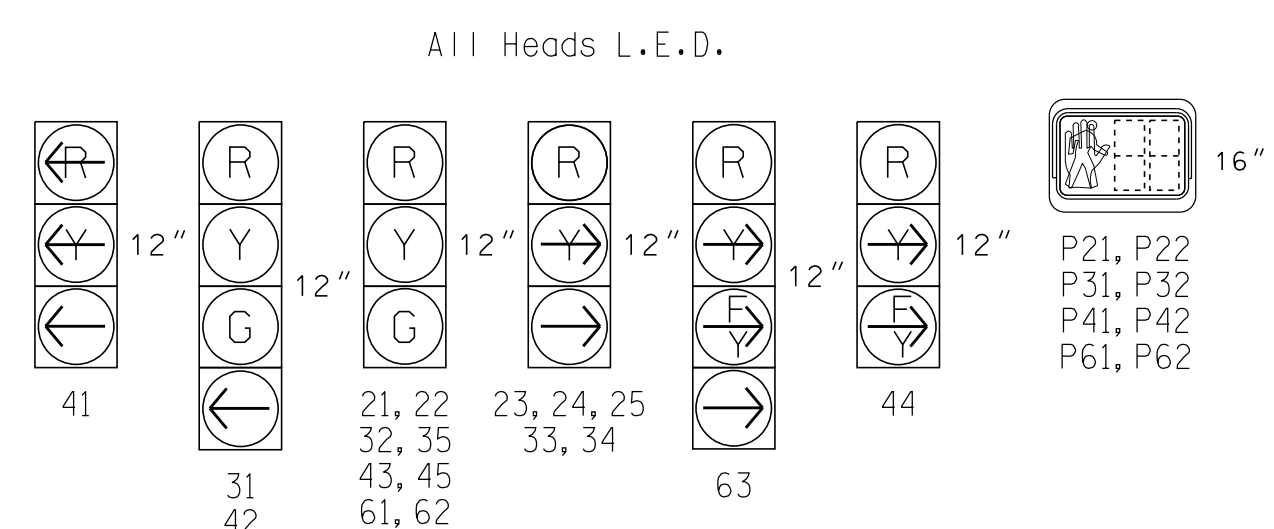 All Heads L.E.D.
R
Y
12"
41
R
Y
G
12"
31
42
R
Y
G
12"
21, 22
32, 35
43, 45
61, 62
R
Y
12"
23, 24, 25
33, 34
R
Y
F
Y
12"
63
R
Y
F
Y
12"
44
16"
P21, P22
P31, P32
P41, P42
P61, P62